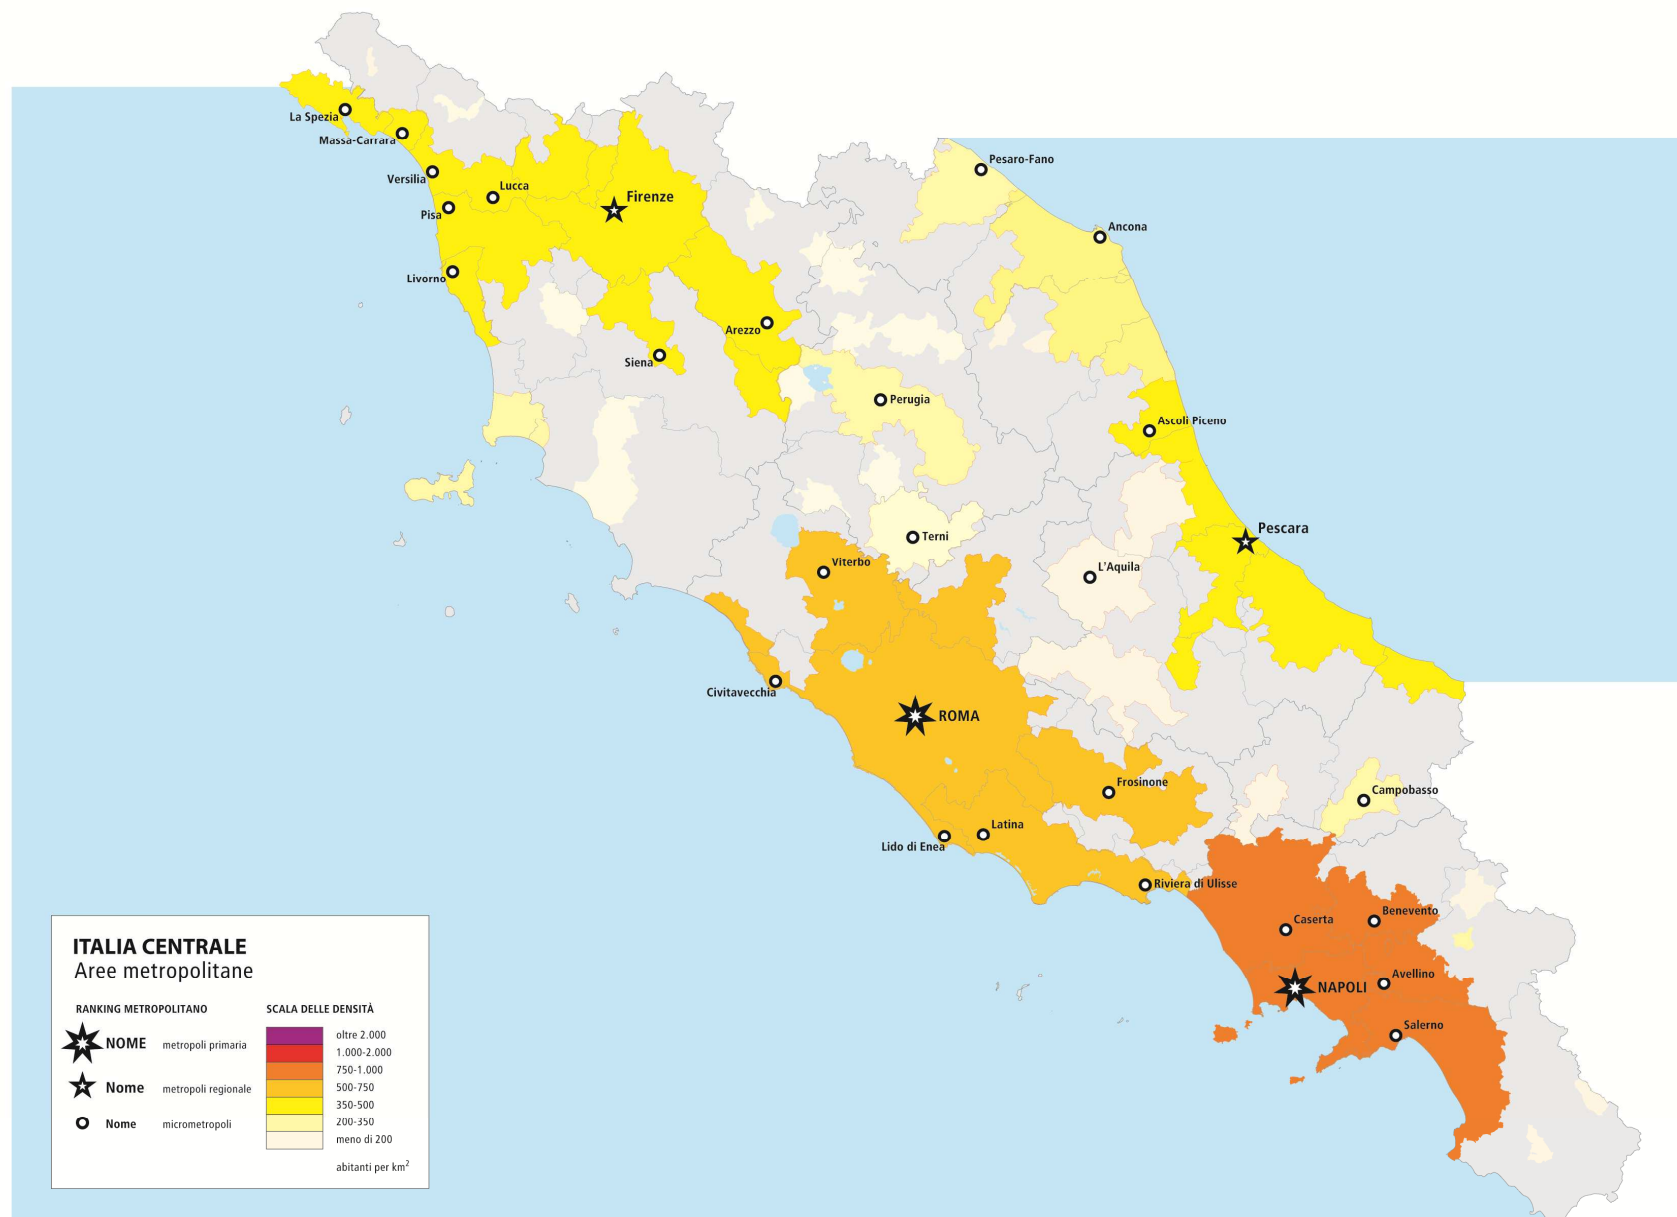 La Spezia
Massa-Carrara
Versilia
Lucca
Pisa
Firenze
Livorno
Arezzo
Siena
Pesaro-Fano
Ancona
Perugia
Ascoli Piceno
Terni
Pescara
Viterbo
L'Aquila
Civitavecchia
ROMA
Frosinone
Campobasso
Latina
Lido di Enea
Riviera di Ulisse
Caserta
Benevento
Avellino
NAPOLI
Salerno
ITALIA CENTRALE
Aree metropolitane
RANKING METROPOLITANO
NOME metropoli primaria
Nome metropoli regionale
Nome micrometropoli
SCALA DELLE DENSITÀ
oltre 2.000
1.000-2.000
750-1.000
500-750
350-500
200-350
meno di 200
abitanti per km²